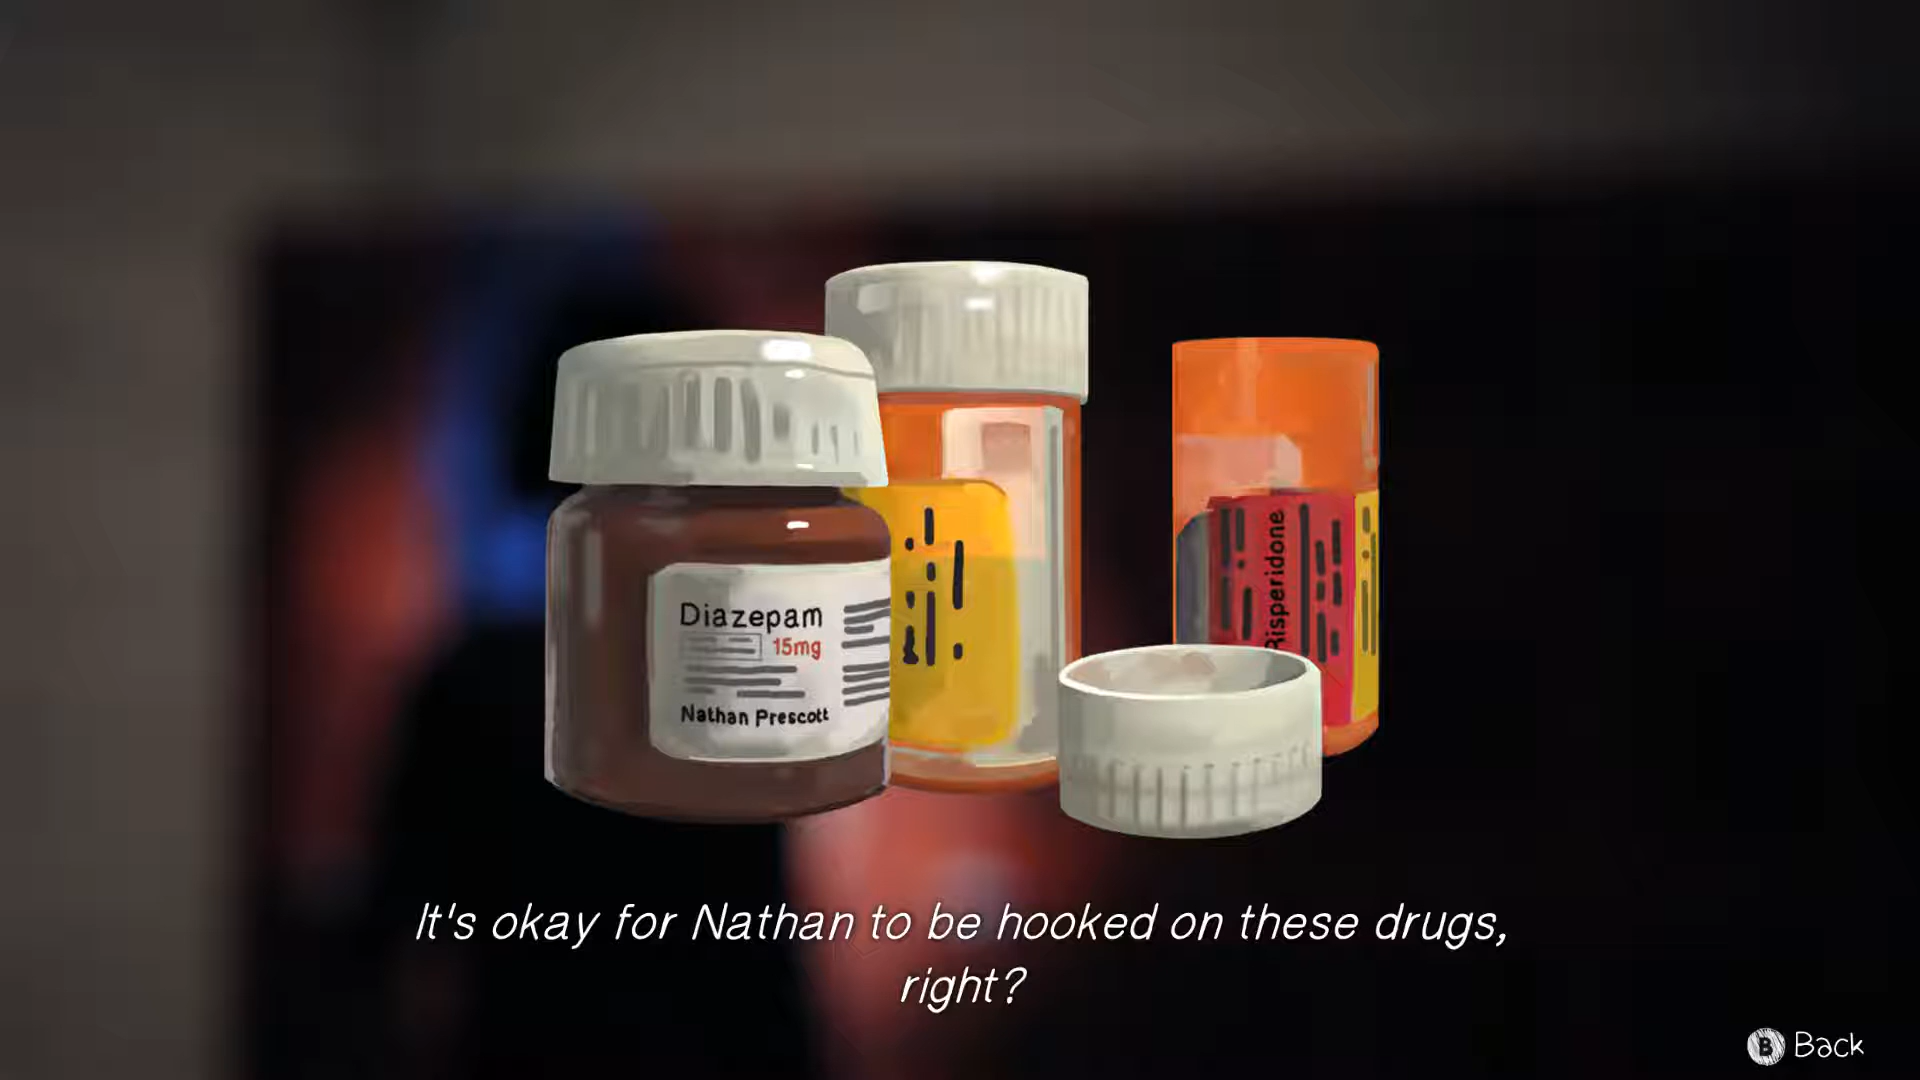 Diazepam
15mg
Nathan Prescott
Risperidone
It's okay for Nathan to be hooked on these drugs,
right?
B Back